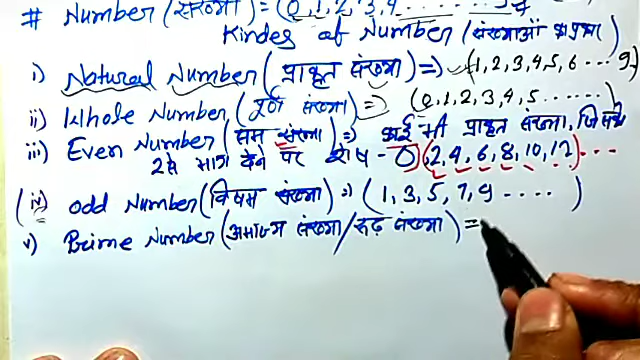 # Number (संख्या) = (0,1,2,3,4 ........
Kindes of Number (संख्याओं का प्रकार)
i) Natural Number (प्राकृत संख्या) => (1,2,3,4,5,6 ... 9,
ii) Whole Number (पूर्ण संख्या) => (0,1,2,3,4,5 .......
iii) Even Number (सम संख्या) => कोई भी प्राकृत संख्या, जिसमें
2 से भाग देने पर शेष - 0 (2,4,6,8,10,12) ...
(iv) odd Number (विषम संख्या) => (1,3,5,7,9 .... )
v) Prime Number (अभाज्य संख्या/रूढ़ संख्या) =